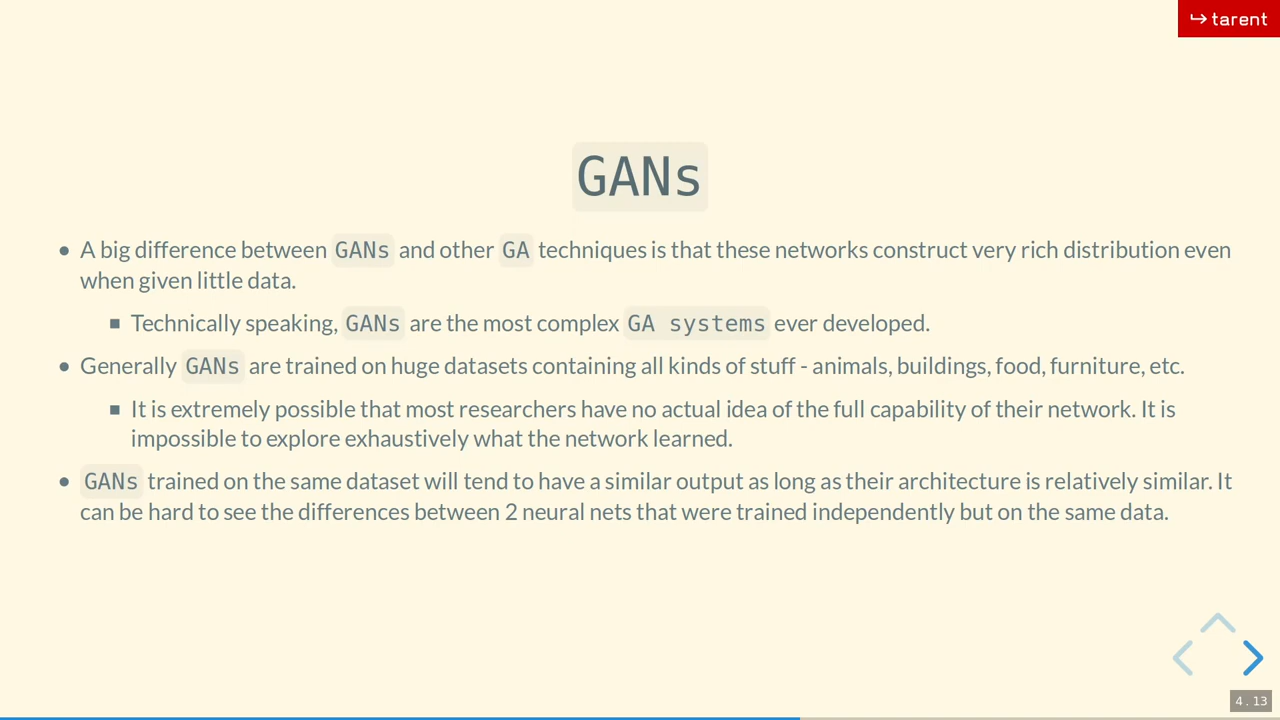 tarent
GANs
A big difference between GANs and other GA techniques is that these networks construct very rich distribution even
when given little data.
Technically speaking, GANs are the most complex GA systems ever developed.
Generally GANs are trained on huge datasets containing all kinds of stuff - animals, buildings, food, furniture, etc.
It is extremely possible that most researchers have no actual idea of the full capability of their network. It is
impossible to explore exhaustively what the network learned.
GANs trained on the same dataset will tend to have a similar output as long as their architecture is relatively similar. It
can be hard to see the differences between 2 neural nets that were trained independently but on the same data.
4.13